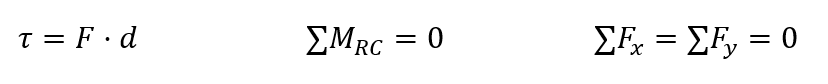 τ = F · d ∑M_RC = 0 ∑F_x = ∑F_y = 0